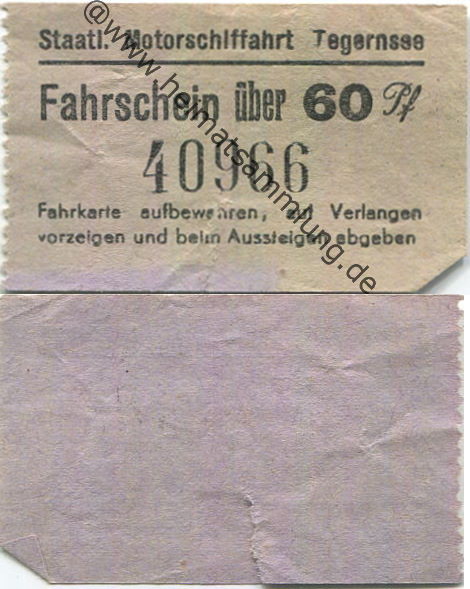 Staatl. Motorschiffahrt Tegernsee
Fahrschein über 60 Pf
40966
Fahrkarte aufbewahren, auf Verlangen
vorzeigen und beim Aussteigen abgeben
@www.heimatsammlung.de